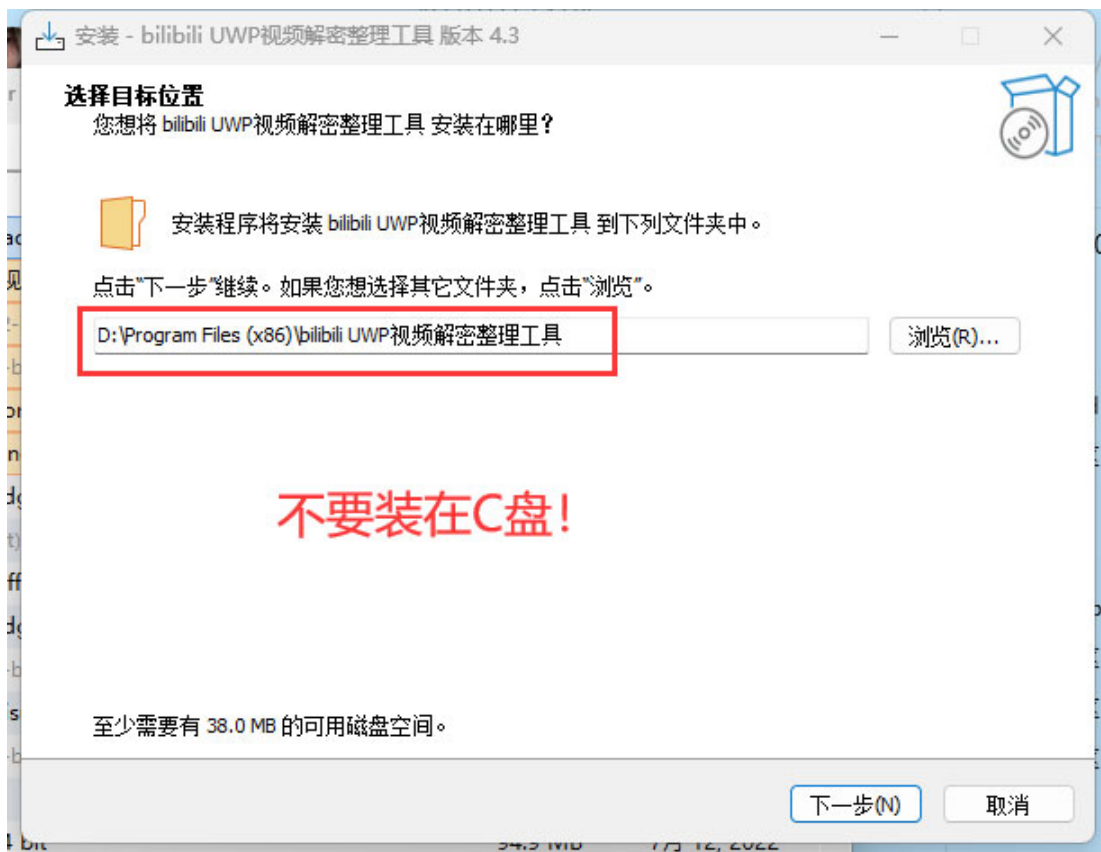 安装 - bilibili UWP视频解密整理工具 版本 4.3
选择目标位置
您想将 bilibili UWP视频解密整理工具 安装在哪里？
安装程序将安装 bilibili UWP视频解密整理工具 到下列文件夹中。
点击"下一步"继续。如果您想选择其它文件夹，点击"浏览"。
D:\Program Files (x86)\bilibili UWP视频解密整理工具
浏览(R)...
不要装在C盘！
至少需要有 38.0 MB 的可用磁盘空间。
下一步(N) 取消
94.9 MB 7月 12, 2022